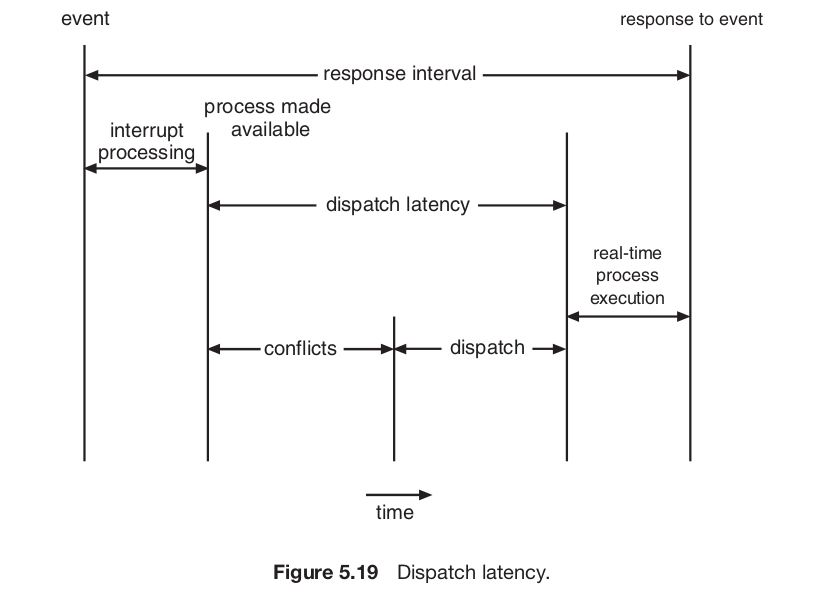 event
response to event
response interval
process made
available
interrupt
processing
dispatch latency
real-time
process
execution
conflicts
dispatch
time
Figure 5.19 Dispatch latency.